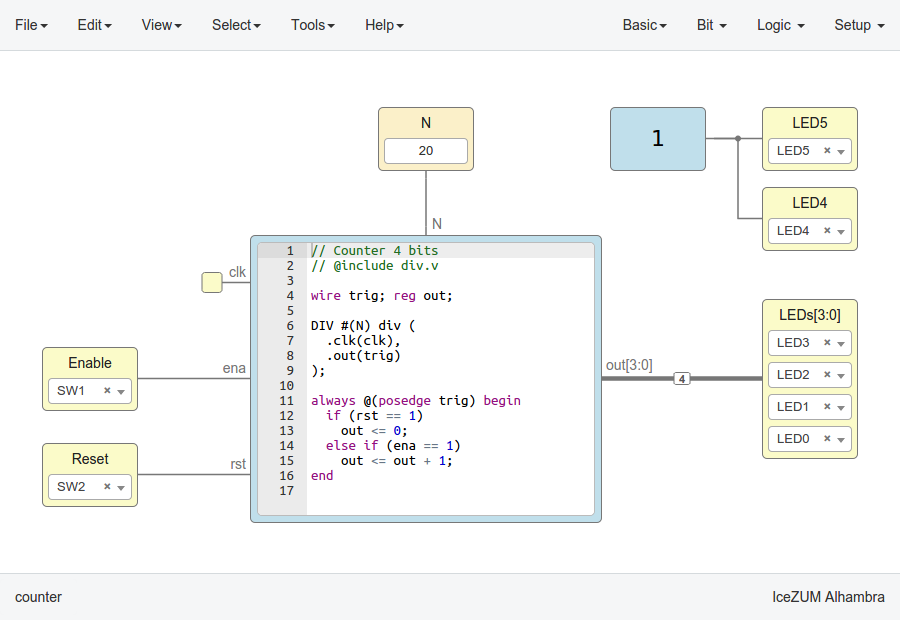 File Edit View Select Tools Help Basic Bit Logic Setup
N
20
N
1
LED5
LED5 ×
LED4
LED4 ×
clk
Enable
SW1 ×
ena
Reset
SW2 ×
rst
1 // Counter 4 bits
2 // @include div.v
3
4 wire trig; reg out;
5
6 DIV #(N) div (
7 .clk(clk),
8 .out(trig)
9 );
10
11 always @(posedge trig) begin
12 if (rst == 1)
13 out <= 0;
14 else if (ena == 1)
15 out <= out + 1;
16 end
17
out[3:0]
4
LEDs[3:0]
LED3 ×
LED2 ×
LED1 ×
LED0 ×
counter
IceZUM Alhambra